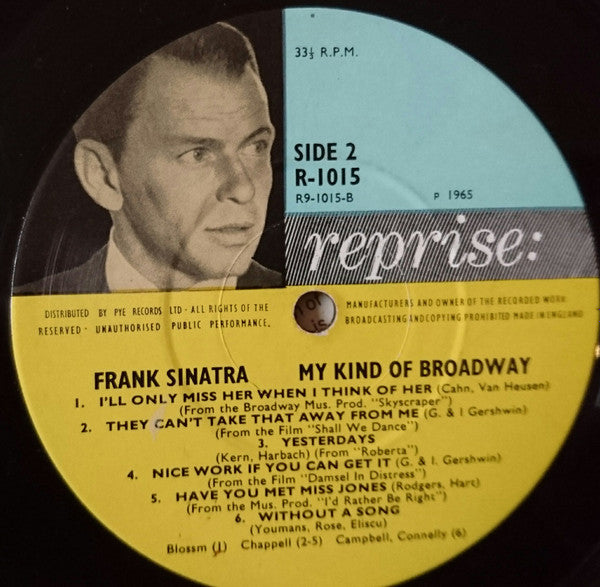 33⅓ R.P.M.
SIDE 2
R-1015
R9-1015-B
P 1965
reprise:
DISTRIBUTED BY PYE RECORDS LTD · ALL RIGHTS OF THE
RESERVED · UNAUTHORISED PUBLIC PERFORMANCE,
MANUFACTURERS AND OWNER OF THE RECORDED WORK
BROADCASTING AND COPYING PROHIBITED MADE IN ENGLAND
FRANK SINATRA MY KIND OF BROADWAY
1. I'LL ONLY MISS HER WHEN I THINK OF HER (Cahn, Van Heusen)
(From the Broadway Mus. Prod. "Skyscraper")
2. THEY CAN'T TAKE THAT AWAY FROM ME (G. & I. Gershwin)
(From the Film "Shall We Dance")
3. YESTERDAYS
(Kern, Harbach) (From "Roberta")
4. NICE WORK IF YOU CAN GET IT (G. & I. Gershwin)
(From the Film "Damsel In Distress")
5. HAVE YOU MET MISS JONES (Rodgers, Hart)
(From the Mus. Prod. "I'd Rather Be Right")
6. WITHOUT A SONG
(Youmans, Rose, Eliscu)
Blossm (1) Chappell (2-5) Campbell, Connelly (6)